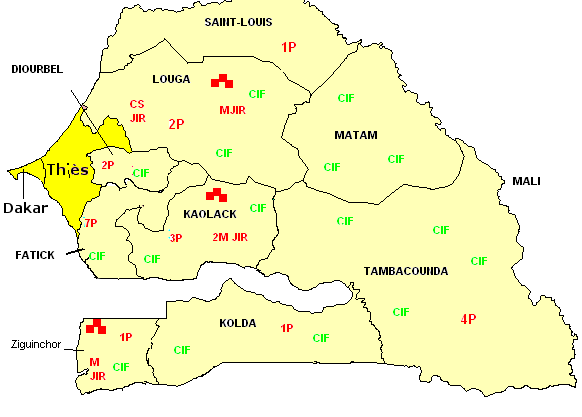 SAINT-LOUIS
1P
DIOURBEL
LOUGA
CIF
CIF
CS
JIR
MJIR
2P
MATAM
CIF
CIF
CIF
2P
CIF
Thiès
MALI
Dakar
KAOLACK
CIF
7P
3P
2M JIR
CIF
CIF
FATICK
CIF
CIF
CIF
TAMBACOUNDA
CIF
4P
KOLDA
1P
1P
CIF
Ziguinchor
CIF
M
JIR
CIF